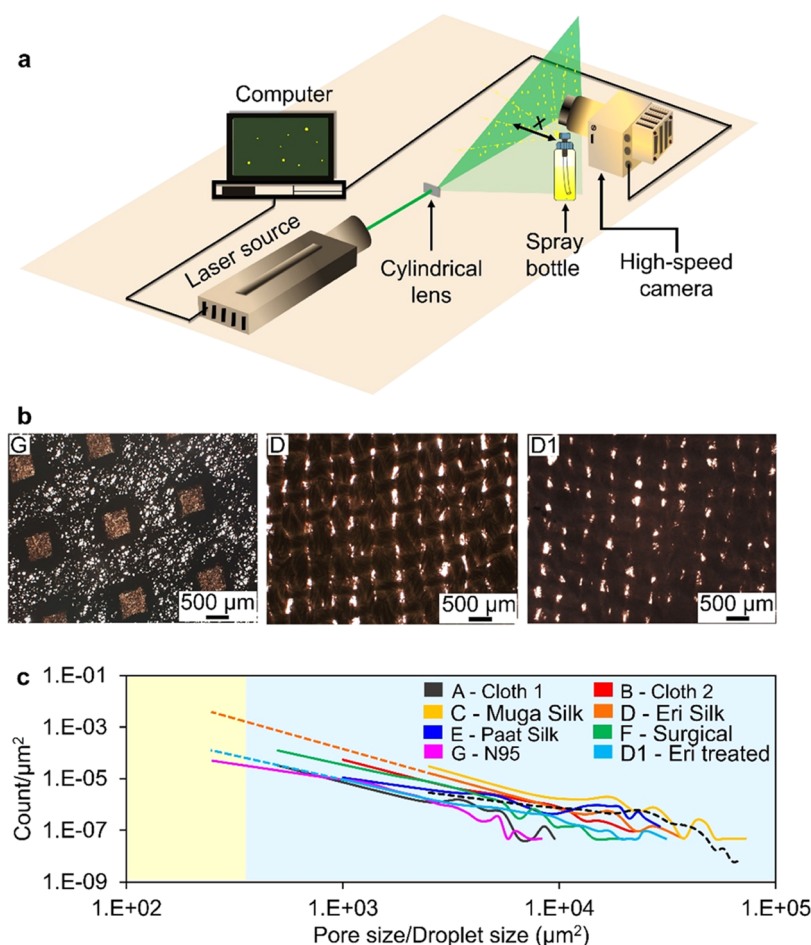 a
Computer
X
Laser source
Cylindrical
lens
Spray
bottle
High-speed
camera
b
G
500 µm
D
500 µm
D1
500 µm
c
1.E-01
1.E-03
1.E-05
1.E-07
1.E-09
Count/µm²
A - Cloth 1
B - Cloth 2
C - Muga Silk
D - Eri Silk
E - Paat Silk
F - Surgical
G - N95
D1 - Eri treated
1.E+02
1.E+03
1.E+04
1.E+05
Pore size/Droplet size (µm²)